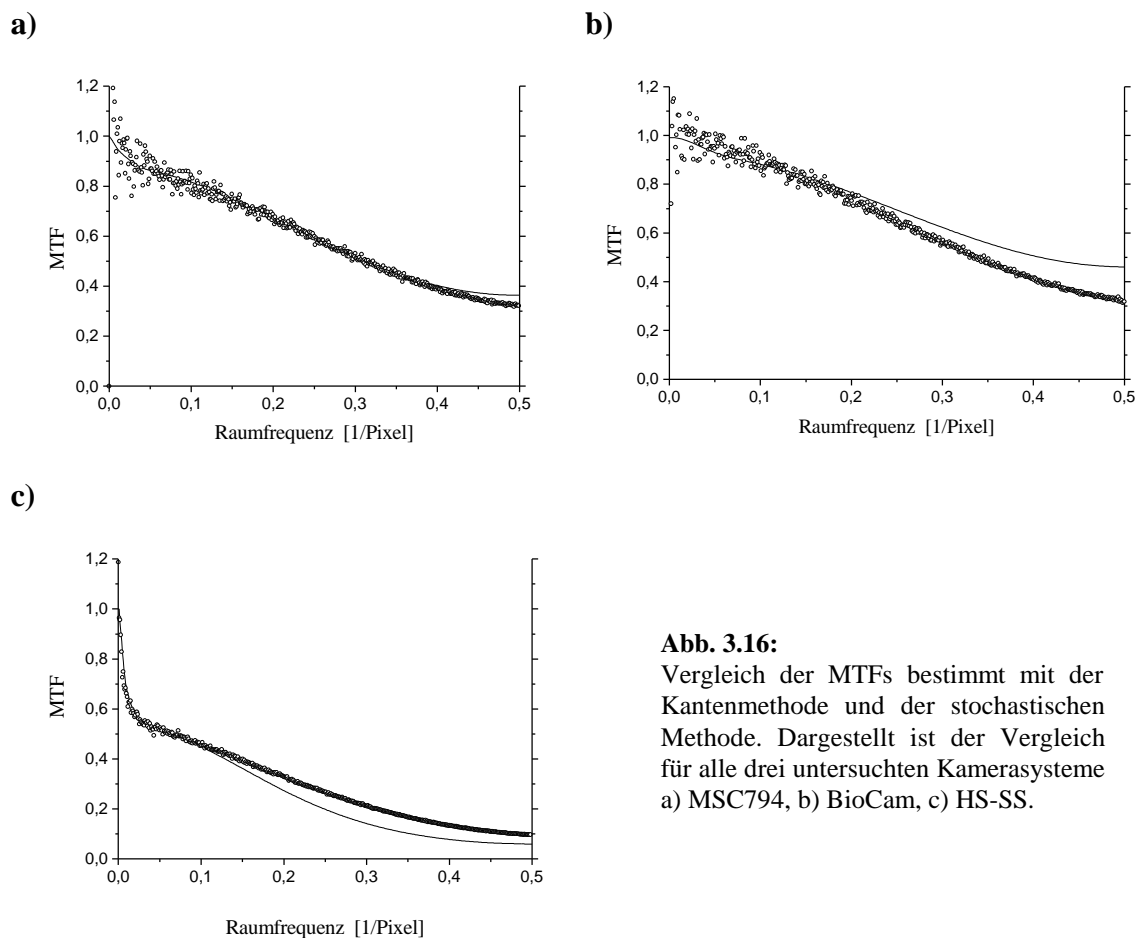 a)
1,2
1,0
0,8
0,6
0,4
0,2
0,0
MTF
0,0 0,1 0,2 0,3 0,4 0,5
Raumfrequenz [1/Pixel]
b)
1,2
1,0
0,8
0,6
0,4
0,2
0,0
MTF
0,0 0,1 0,2 0,3 0,4 0,5
Raumfrequenz [1/Pixel]
c)
1,2
1,0
0,8
0,6
0,4
0,2
0,0
MTF
0,0 0,1 0,2 0,3 0,4 0,5
Raumfrequenz [1/Pixel]
Abb. 3.16:
Vergleich der MTFs bestimmt mit der
Kantenmethode und der stochastischen
Methode. Dargestellt ist der Vergleich
für alle drei untersuchten Kamerasysteme
a) MSC794, b) BioCam, c) HS-SS.